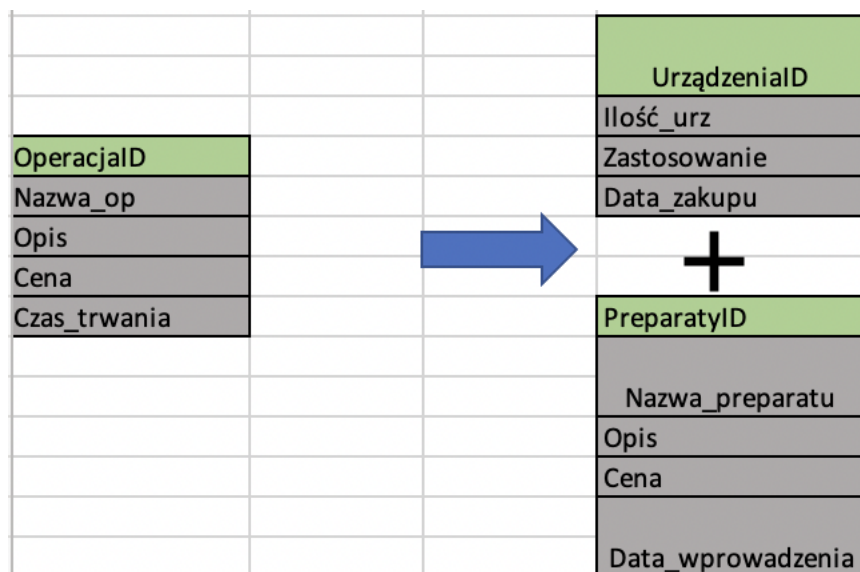 OperacjaID
Nazwa_op
Opis
Cena
Czas_trwania
UrządzeniaID
Ilość_urz
Zastosowanie
Data_zakupu
+
PreparatyID
Nazwa_preparatu
Opis
Cena
Data_wprowadzenia